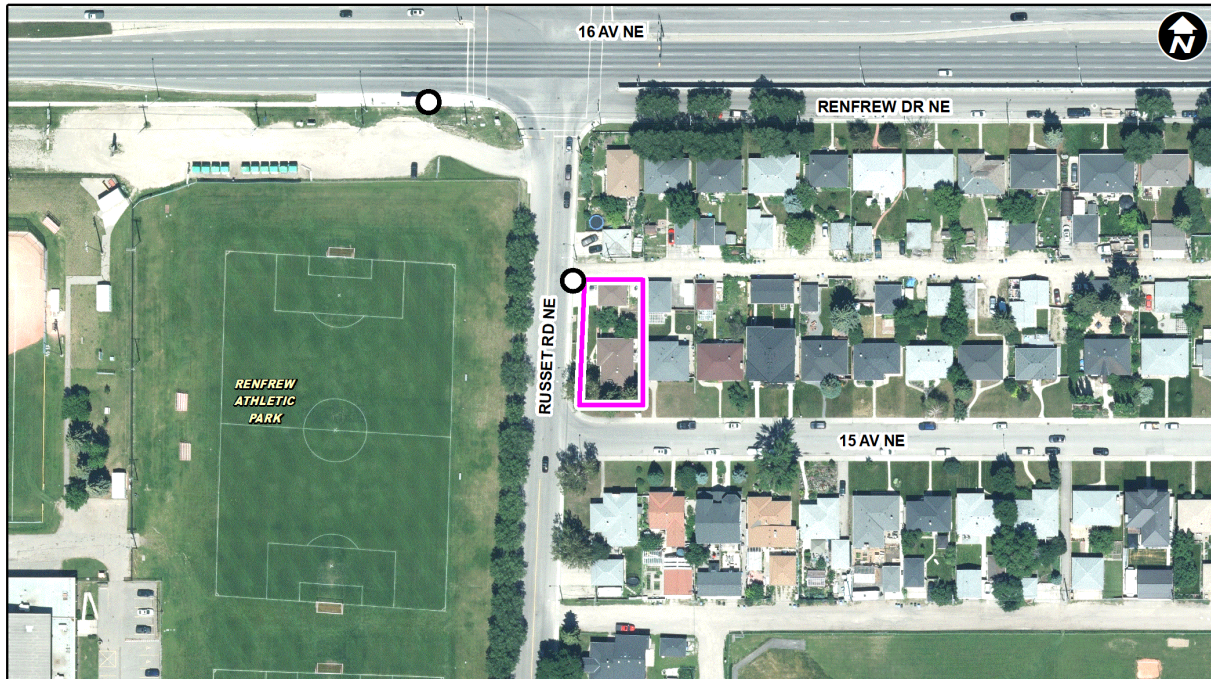 16 AV NE
N
RENFREW DR NE
RUSSET RD NE
RENFREW
ATHLETIC
PARK
15 AV NE